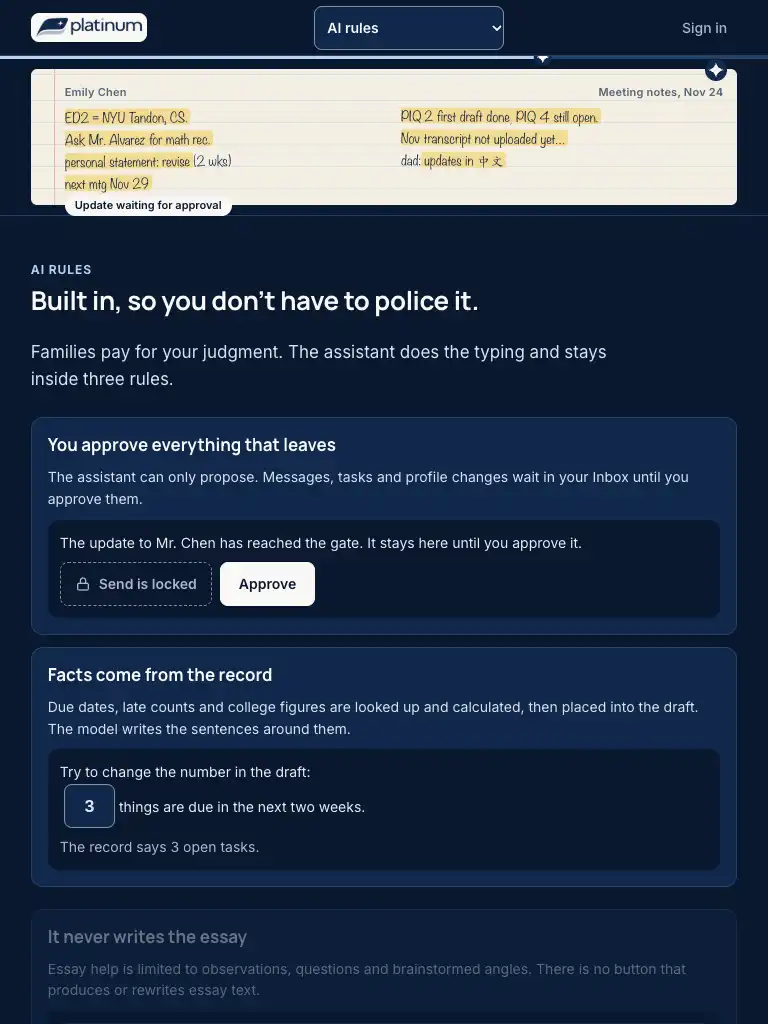 platinum
AI rules
Sign in
Emily Chen
Meeting notes, Nov 24
ED2 = NYU Tandon, CS.
Ask Mr. Alvarez for math rec.
personal statement: revise (2 wks)
next mtg Nov 29
PIQ 2 first draft done, PIQ 4 still open.
Nov transcript not uploaded yet...
dad: updates in 中文
Update waiting for approval
AI RULES
Built in, so you don't have to police it.
Families pay for your judgment. The assistant does the typing and stays
inside three rules.
You approve everything that leaves
The assistant can only propose. Messages, tasks and profile changes wait in your Inbox until you
approve them.
The update to Mr. Chen has reached the gate. It stays here until you approve it.
Send is locked
Approve
Facts come from the record
Due dates, late counts and college figures are looked up and calculated, then placed into the draft.
The model writes the sentences around them.
Try to change the number in the draft:
3 things are due in the next two weeks.
The record says 3 open tasks.
It never writes the essay
Essay help is limited to observations, questions and brainstormed angles. There is no button that
produces or rewrites essay text.